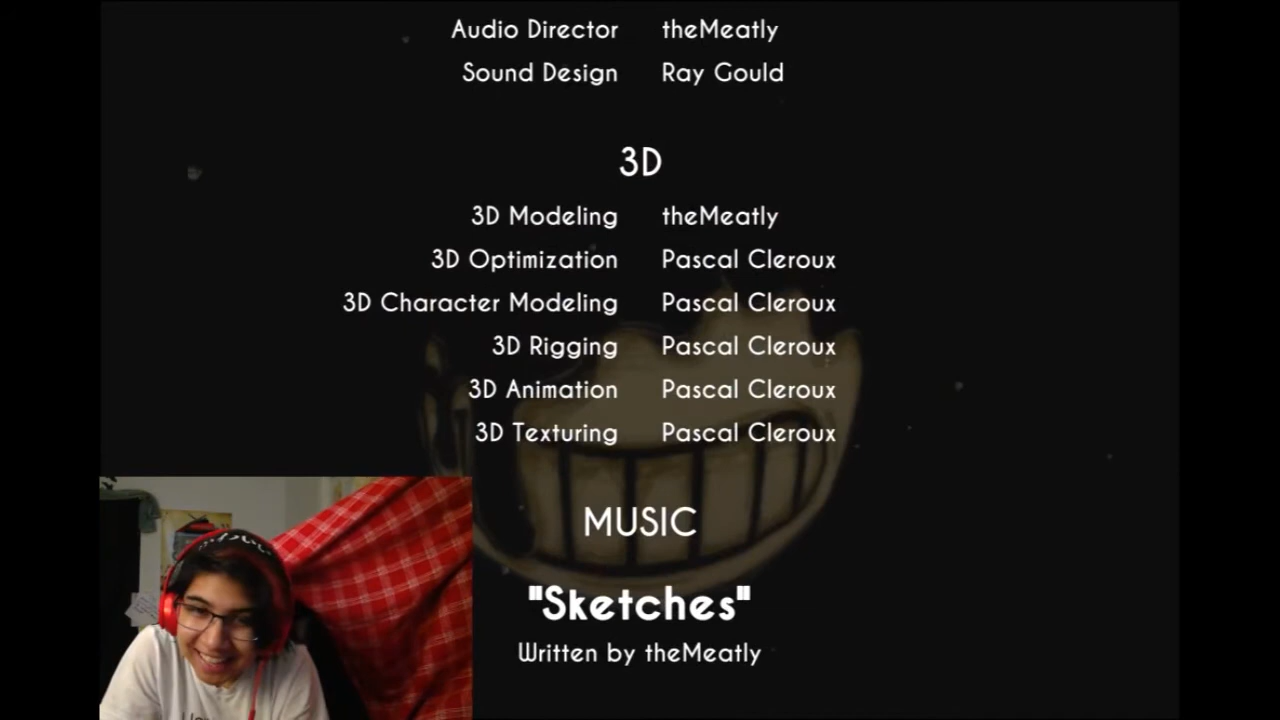 Audio Director theMeatly
Sound Design Ray Gould
3D
3D Modeling theMeatly
3D Optimization Pascal Cleroux
3D Character Modeling Pascal Cleroux
3D Rigging Pascal Cleroux
3D Animation Pascal Cleroux
3D Texturing Pascal Cleroux
MUSIC
"Sketches"
Written by theMeatly